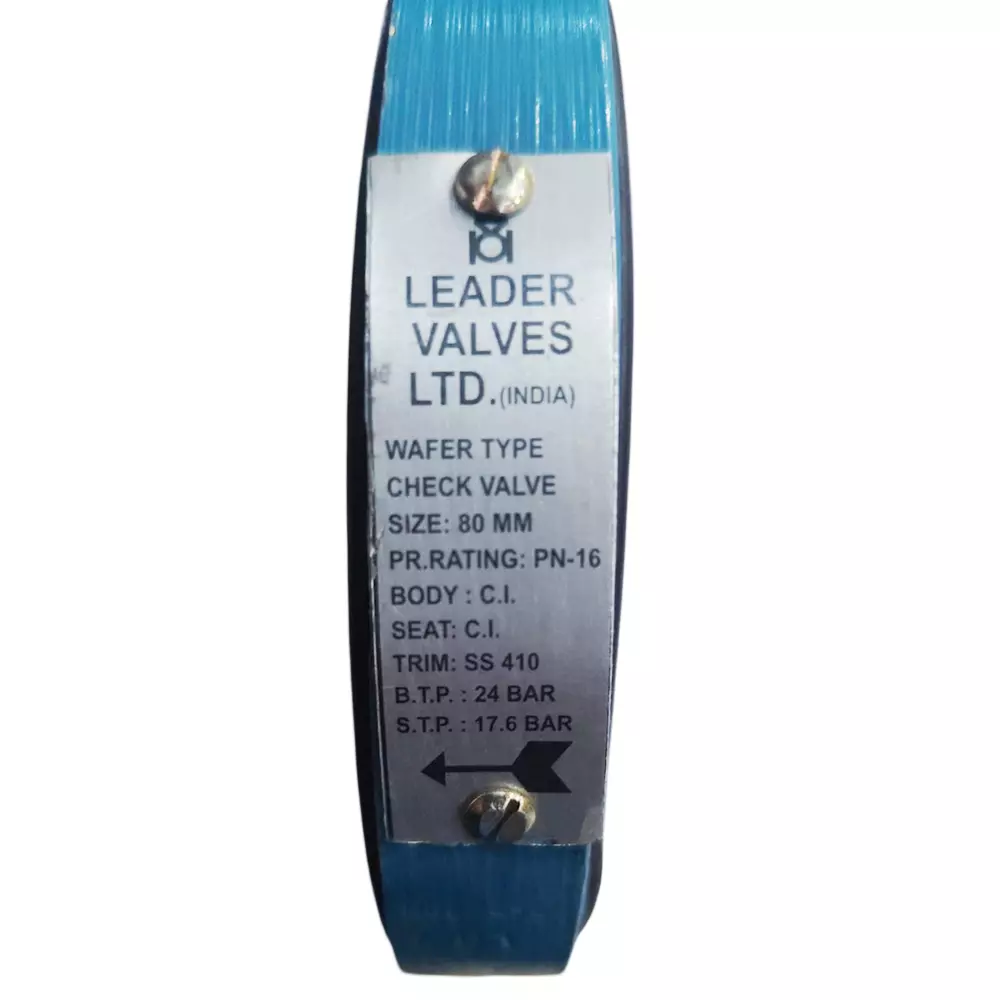 LEADER
VALVES
LTD.(INDIA)
WAFER TYPE
CHECK VALVE
SIZE: 80 MM
PR.RATING: PN-16
BODY : C.I.
SEAT: C.I.
TRIM: SS 410
B.T.P. : 24 BAR
S.T.P. : 17.6 BAR